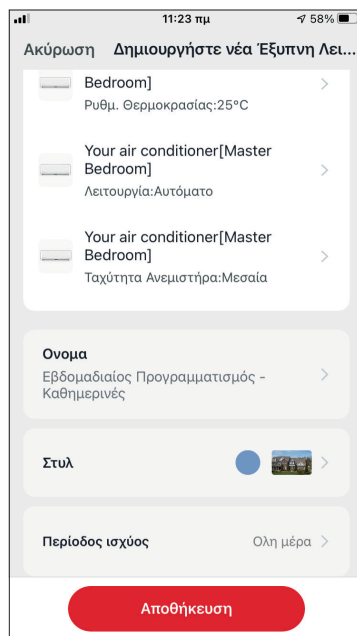 11:23 πμ
58%
Ακύρωση
Δημιουργήστε νέα Έξυπνη Λει...
Bedroom]
Ρυθμ. Θερμοκρασίας:25°C
Your air conditioner[Master
Bedroom]
Λειτουργία:Αυτόματο
Your air conditioner[Master
Bedroom]
Ταχύτητα Ανεμιστήρα:Μεσαία
Ονομα
Εβδομαδιαίος Προγραμματισμός -
Καθημερινές
Στυλ
Περίοδος ισχύος
Ολη μέρα
Αποθήκευση